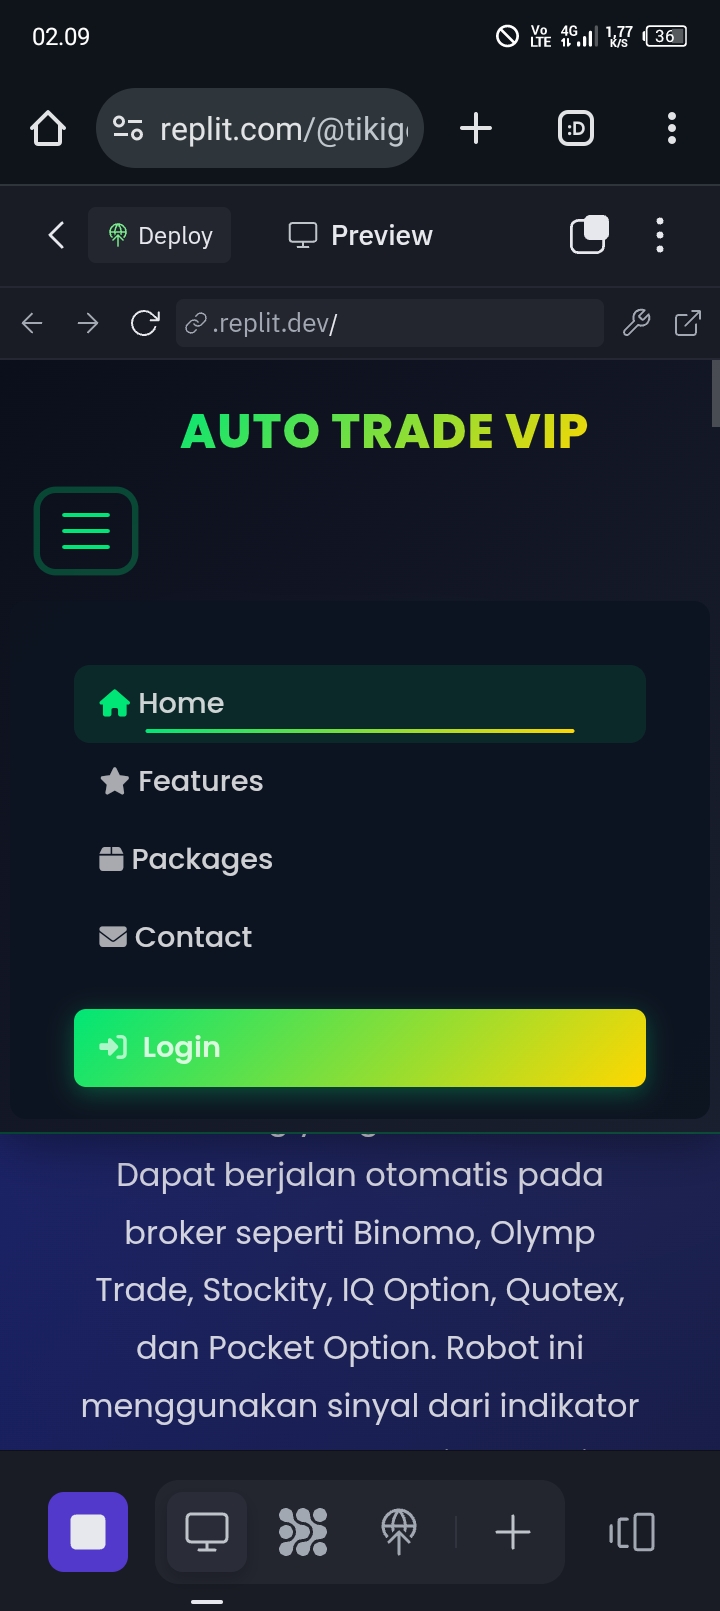 02.09
Vo LTE 4G 1,77 K/S 36
replit.com/@tikig
:D
Deploy
Preview
.replit.dev/
AUTO TRADE VIP
Home
Features
Packages
Contact
Login
Dapat berjalan otomatis pada
broker seperti Binomo, Olymp
Trade, Stockity, IQ Option, Quotex,
dan Pocket Option. Robot ini
menggunakan sinyal dari indikator